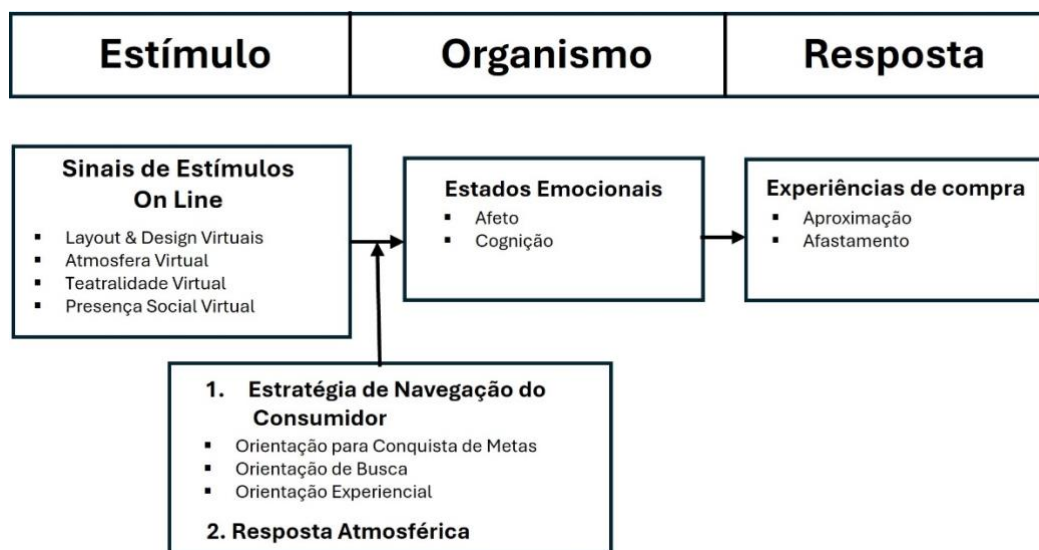 Estímulo
Organismo
Resposta
Sinais de Estímulos
On Line
▪ Layout & Design Virtuais
▪ Atmosfera Virtual
▪ Teatralidade Virtual
▪ Presença Social Virtual
Estados Emocionais
▪ Afeto
▪ Cognição
Experiências de compra
▪ Aproximação
▪ Afastamento
1. Estratégia de Navegação do
Consumidor
▪ Orientação para Conquista de Metas
▪ Orientação de Busca
▪ Orientação Experiencial
2. Resposta Atmosférica